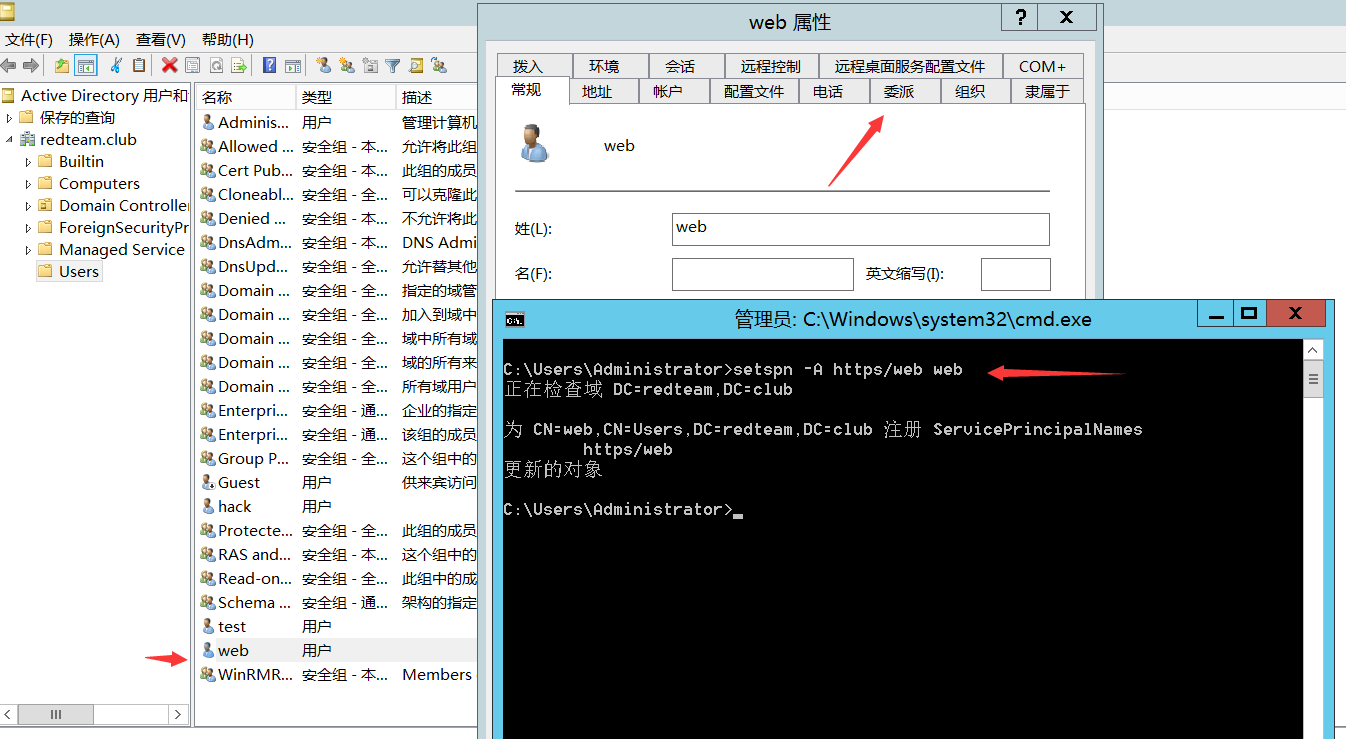 文件(F) 操作(A) 查看(V) 帮助(H)
Active Directory 用户和
保存的查询
redteam.club
Builtin
Computers
Domain Controller
ForeignSecurityPr
Managed Service
Users
名称 类型 描述
Adminis... 用户 管理计算机
Allowed ... 安全组 - 本... 允许将此组
Cert Pub... 安全组 - 本... 此组的成员
Cloneabl... 安全组 - 全... 可以克隆此
Denied ... 安全组 - 本... 不允许将此
DnsAdm... 安全组 - 本... DNS Admi
DnsUpd... 安全组 - 全... 允许替其他
Domain ... 安全组 - 全... 指定的域管
Domain ... 安全组 - 全... 加入到域中
Domain ... 安全组 - 全... 域中所有域
Domain ... 安全组 - 全... 域的所有来
Domain ... 安全组 - 全... 所有域用户
Enterpri... 安全组 - 通... 企业的指定
Enterpri... 安全组 - 通... 该组的成员
Group P... 安全组 - 全... 这个组中的
Guest 用户 供来宾访问
hack 用户
Protecte... 安全组 - 全... 此组的成员
RAS and... 安全组 - 本... 这个组中的
Read-on... 安全组 - 全... 此组中的成
Schema ... 安全组 - 通... 架构的指定
test 用户
web 用户
WinRMR... 安全组 - 本... Members
web 属性
? X
拨入 环境 会话 远程控制 远程桌面服务配置文件 COM+
常规 地址 帐户 配置文件 电话 委派 组织 隶属于
web
姓(L): web
名(F): 英文缩写(I):
管理员: C:\Windows\system32\cmd.exe
C:\Users\Administrator>setspn -A https/web web
正在检查域 DC=redteam,DC=club
为 CN=web,CN=Users,DC=redteam,DC=club 注册 ServicePrincipalNames
https/web
更新的对象
C:\Users\Administrator>